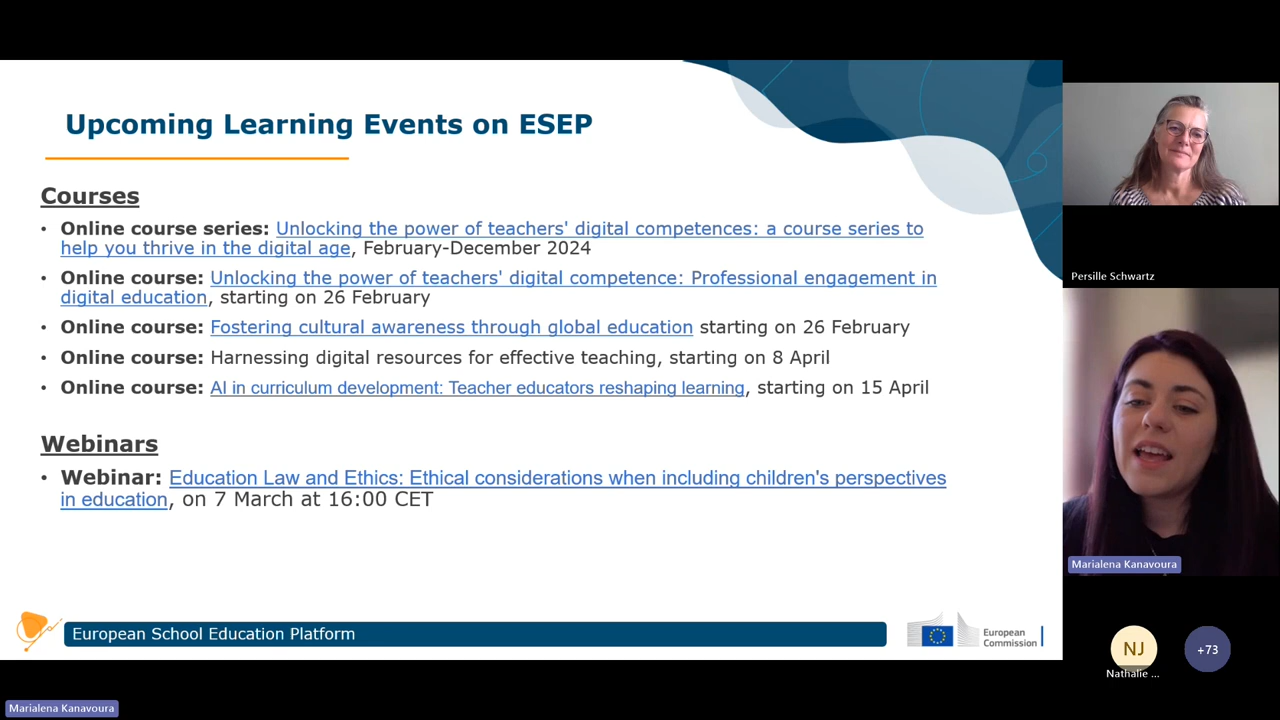 Upcoming Learning Events on ESEP
Courses
• Online course series: Unlocking the power of teachers' digital competences: a course series to
help you thrive in the digital age, February-December 2024
• Online course: Unlocking the power of teachers' digital competence: Professional engagement in
digital education, starting on 26 February
• Online course: Fostering cultural awareness through global education starting on 26 February
• Online course: Harnessing digital resources for effective teaching, starting on 8 April
• Online course: AI in curriculum development: Teacher educators reshaping learning, starting on 15 April
Webinars
• Webinar: Education Law and Ethics: Ethical considerations when including children's perspectives
in education, on 7 March at 16:00 CET
European School Education Platform
European
Commission
Persille Schwartz
Marialena Kanavoura
NJ
Nathalie ...
+73
Marialena Kanavoura